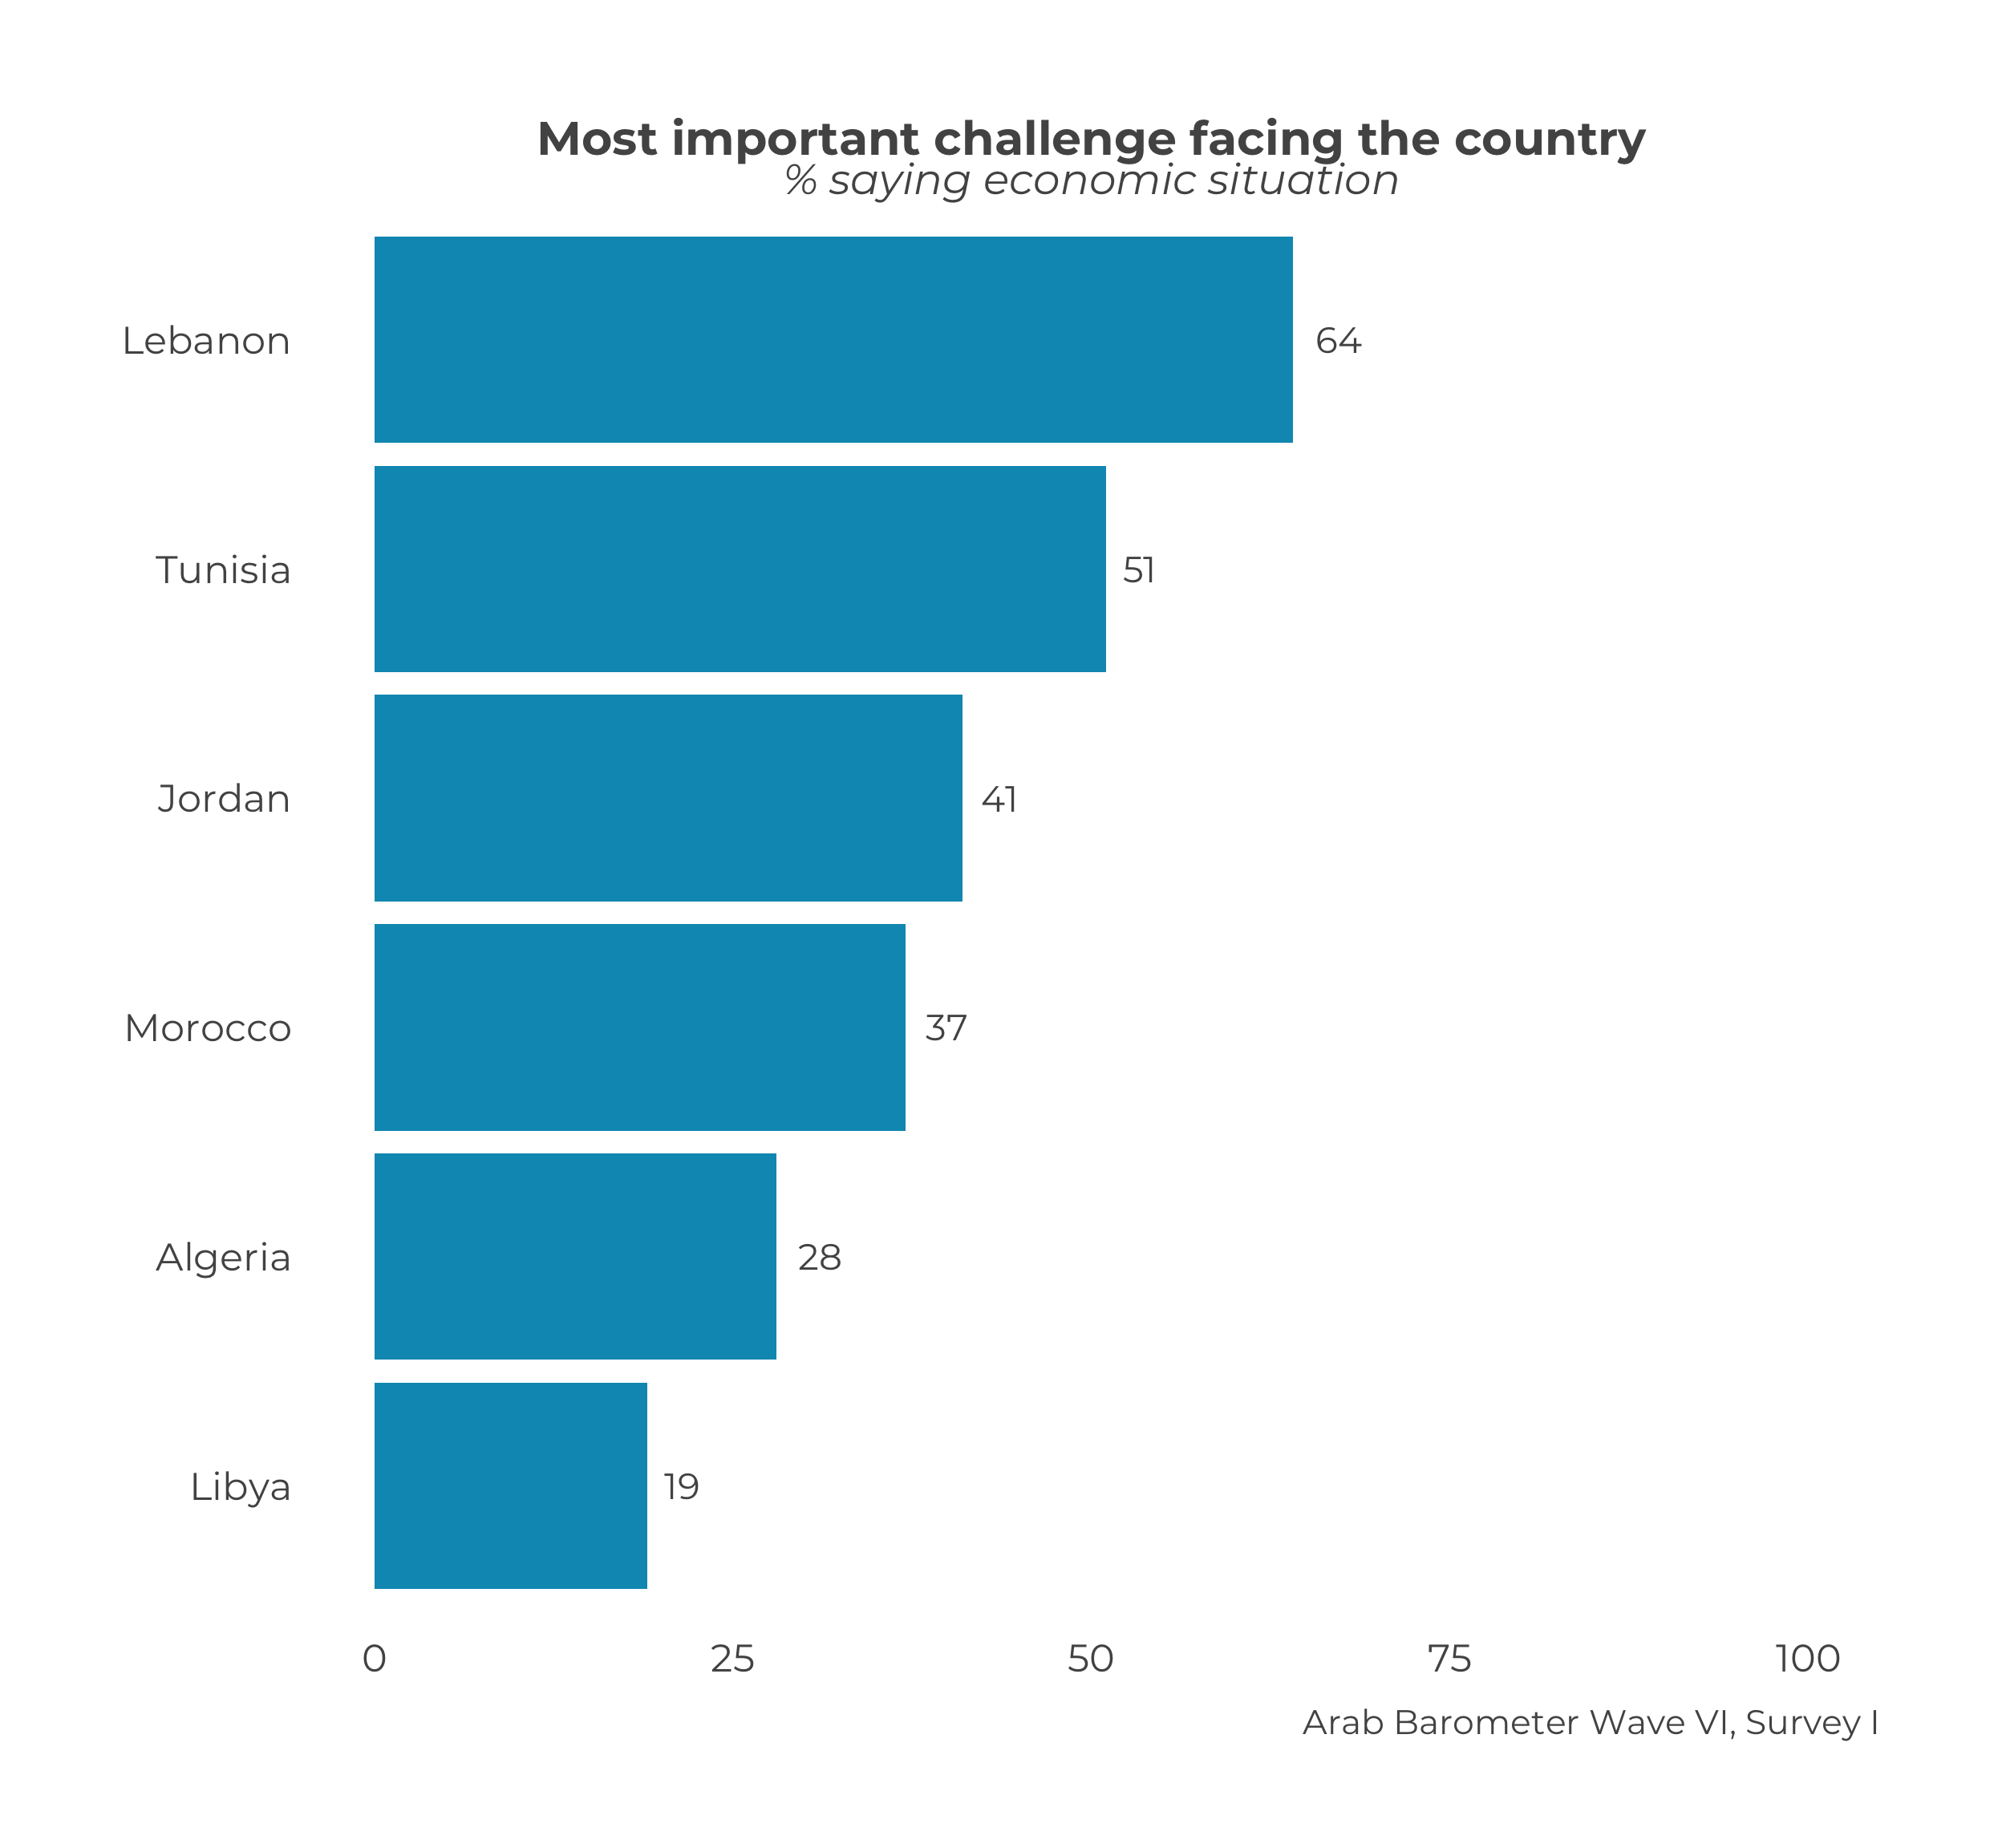 Most important challenge facing the country
% saying economic situation
Lebanon 64
Tunisia 51
Jordan 41
Morocco 37
Algeria 28
Libya 19
0 25 50 75 100
Arab Barometer Wave VI, Survey I